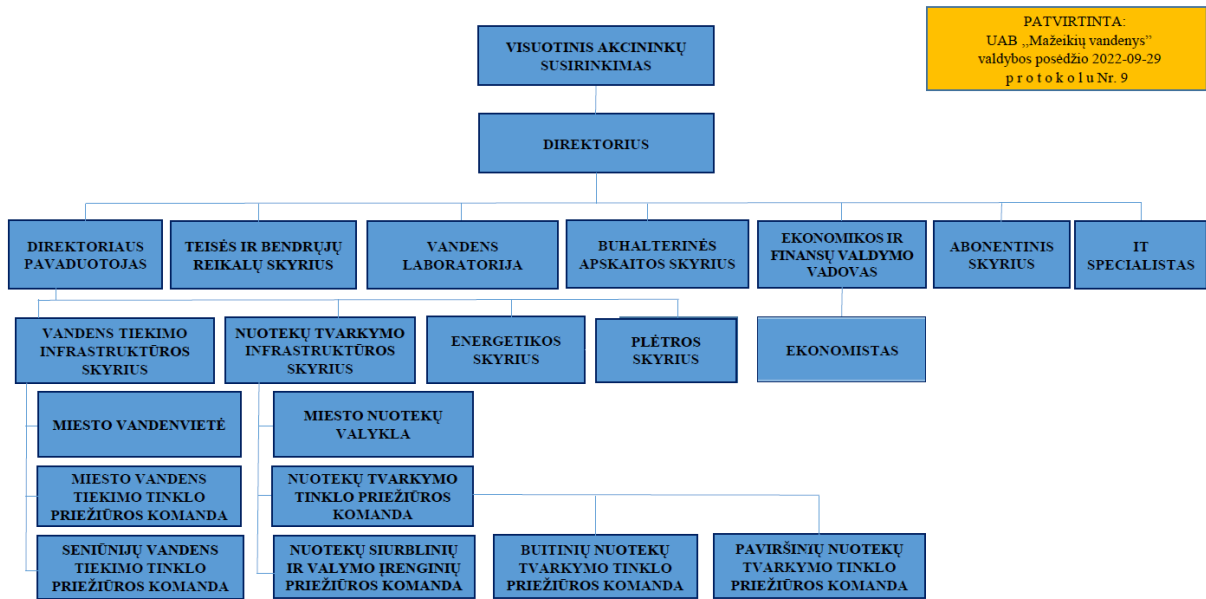 PATVIRTINTA:
UAB „Mažeikių vandenys”
valdybos posėdžio 2022-09-29
p r o t o k o l u Nr. 9
VISUOTINIS AKCININKŲ
SUSIRINKIMAS
DIREKTORIUS
DIREKTORIAUS
PAVADUOTOJAS
TEISĖS IR BENDRŲJŲ
REIKALŲ SKYRIUS
VANDENS
LABORATORIJA
BUHALTERINĖS
APSKAITOS SKYRIUS
EKONOMIKOS IR
FINANSŲ VALDYMO
VADOVAS
ABONENTINIS
SKYRIUS
IT
SPECIALISTAS
VANDENS TIEKIMO
INFRASTRUKTŪROS
SKYRIUS
NUOTEKŲ TVARKYMO
INFRASTRUKTŪROS
SKYRIUS
ENERGETIKOS
SKYRIUS
PLĖTROS
SKYRIUS
EKONOMISTAS
MIESTO VANDENVIETĖ
MIESTO NUOTEKŲ
VALYKLA
MIESTO VANDENS
TIEKIMO TINKLO
PRIEŽIŪROS KOMANDA
NUOTEKŲ TVARKYMO
TINKLO PRIEŽIŪROS
KOMANDA
SENIŪNIJŲ VANDENS
TIEKIMO TINKLO
PRIEŽIŪROS KOMANDA
NUOTEKŲ SIURBLINIŲ
IR VALYMO ĮRENGINIŲ
PRIEŽIŪROS KOMANDA
BUITINIŲ NUOTEKŲ
TVARKYMO TINKLO
PRIEŽIŪROS KOMANDA
PAVIRŠINIŲ NUOTEKŲ
TVARKYMO TINKLO
PRIEŽIŪROS KOMANDA